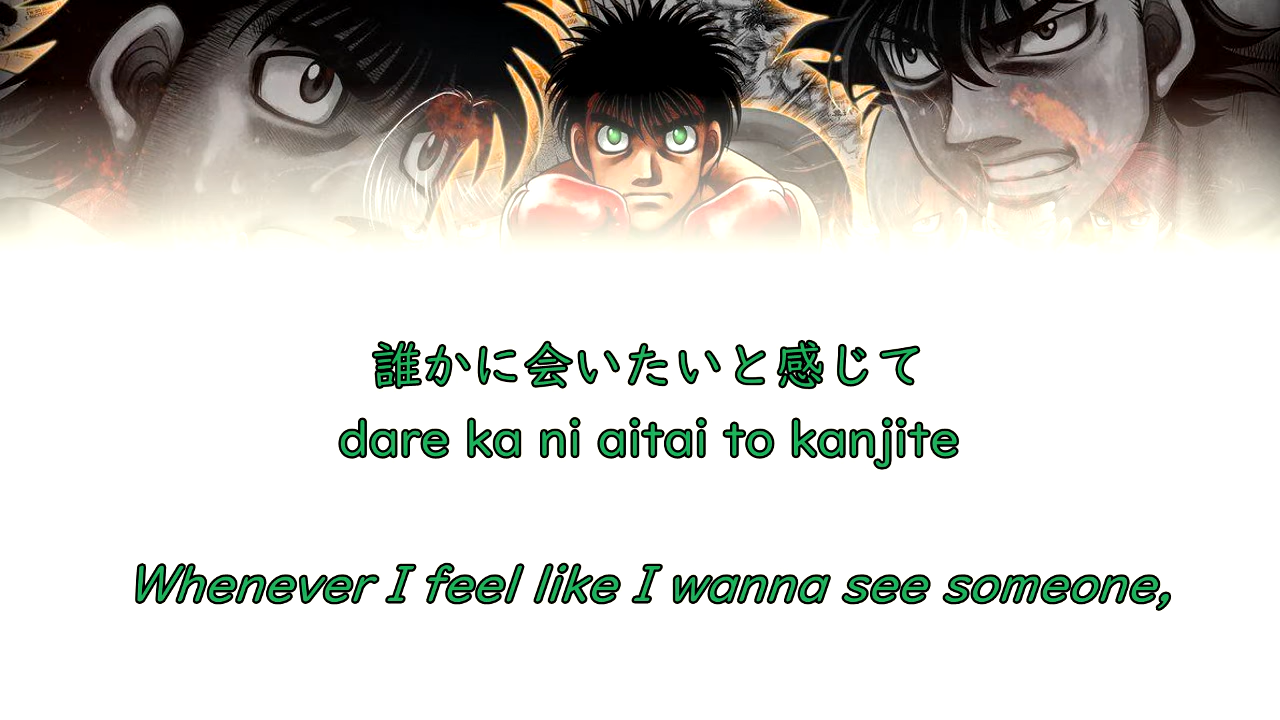 誰かに会いたいと感じて
dare ka ni aitai to kanjite
Whenever I feel like I wanna see someone,